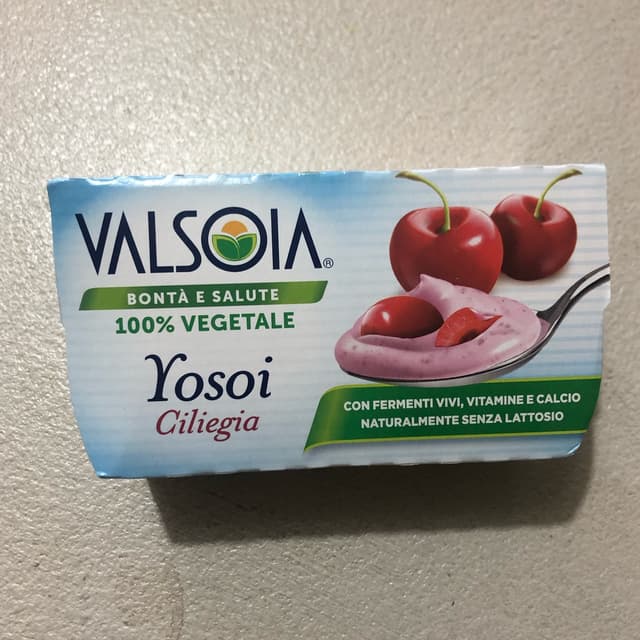 VALSOIA®
BONTÀ E SALUTE
100% VEGETALE
Yosoi
Ciliegia
CON FERMENTI VIVI, VITAMINE E CALCIO
NATURALMENTE SENZA LATTOSIO